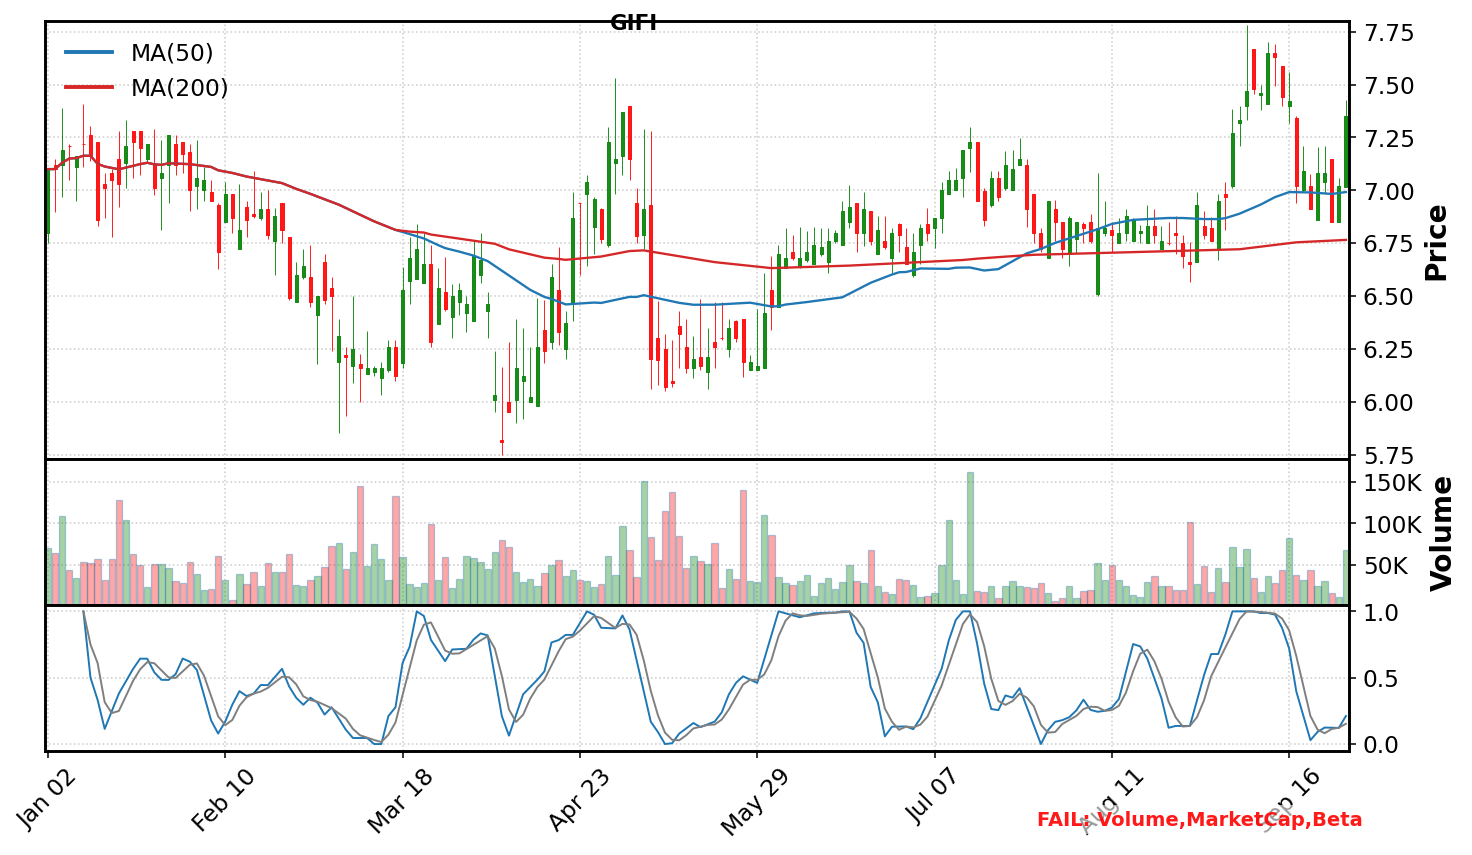 GIFI
MA(50)
MA(200)
7.75
7.50
7.25
7.00
6.75
6.50
6.25
6.00
5.75
Price
150K
100K
50K
Volume
1.0
0.5
0.0
Jan 02
Feb 10
Mar 18
Apr 23
May 29
Jul 07
Aug 11
Sep 16
FAIL: Volume,MarketCap,Beta